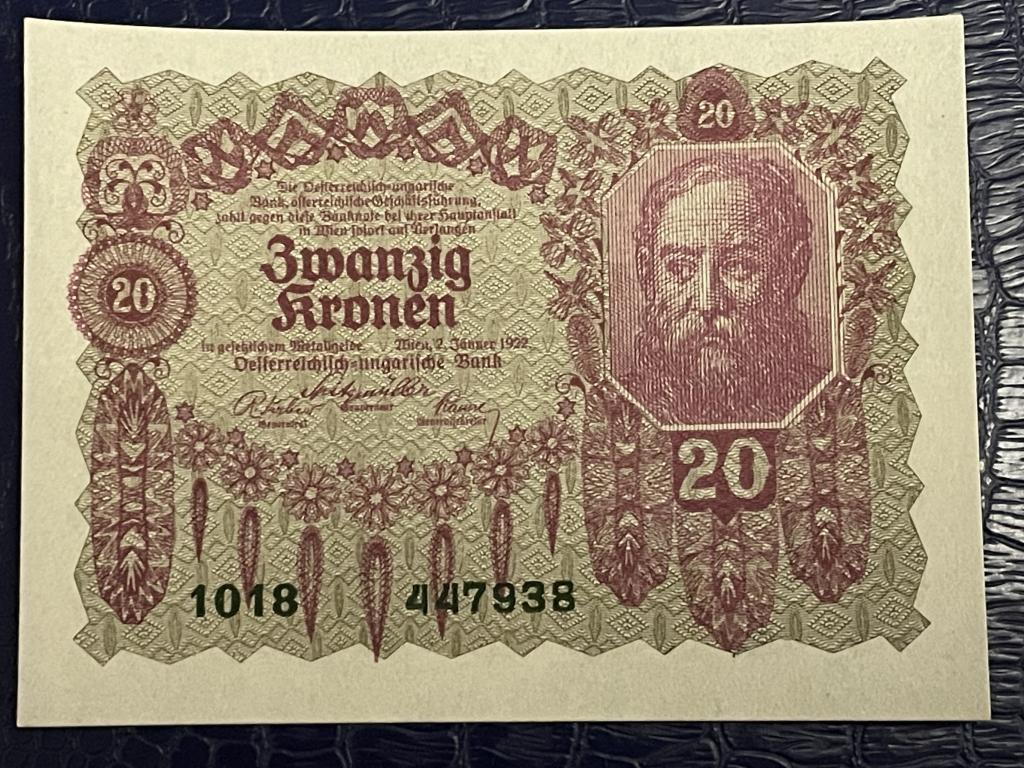 20
Die Oesterreichisch-ungarische
Bank, österreichische Geschäftsführung,
zahlt gegen diese Banknote bei ihrer Hauptanstalt
in Wien sofort auf Verlangen
20
Zwanzig
Kronen
in gesetzlichem Metallgelde. Wien, 2. Jänner 1922
Oesterreichisch-ungarische Bank
Spitzmüller
Gouverneur
Generalrat
Generalsekretär
20
1018 447938